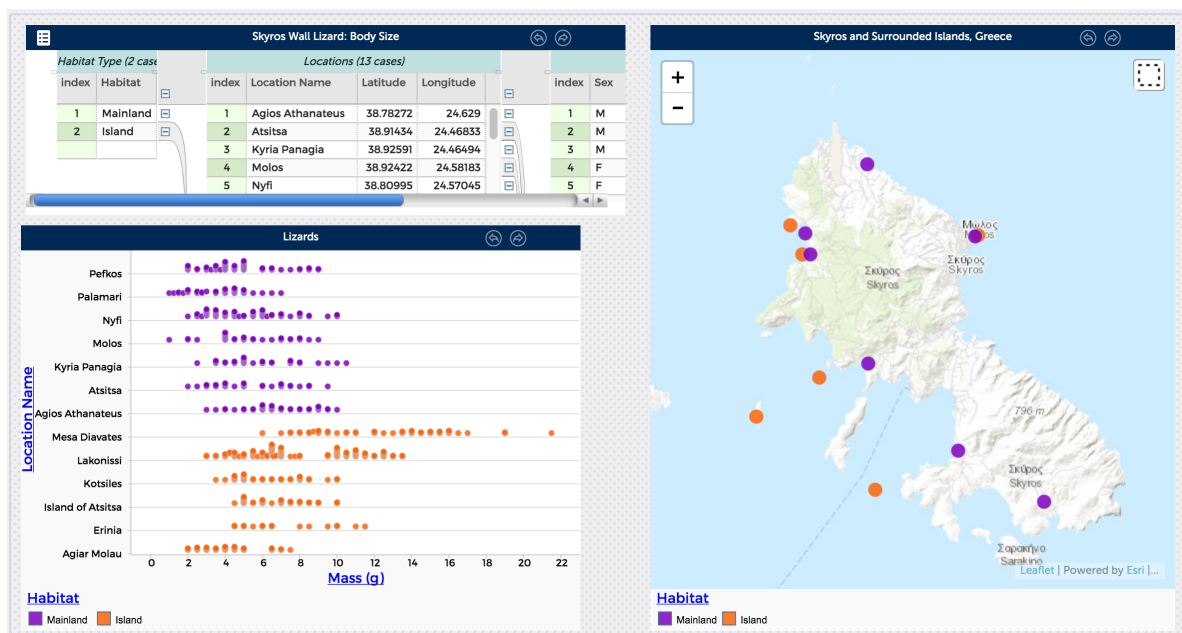 Skyros Wall Lizard: Body Size
Habitat Type (2 case
Locations (13 cases)
index Habitat index Location Name Latitude Longitude index Sex
1 Mainland 1 Agios Athanateus 38.78272 24.629 1 M
2 Island 2 Atsitsa 38.91434 24.46833 2 M
3 Kyria Panagia 38.92591 24.46494 3 M
4 Molos 38.92422 24.58183 4 F
5 Nyfi 38.80995 24.57045 5 F
Lizards
Location Name
Pefkos
Palamari
Nyfi
Molos
Kyria Panagia
Atsitsa
Agios Athanateus
Mesa Diavates
Lakonissi
Kotsiles
Island of Atsitsa
Erinia
Agiar Molau
0 2 4 6 8 10 12 14 16 18 20 22
Mass (g)
Habitat
Mainland Island
Skyros and Surrounded Islands, Greece
+
−
Μώλος
Σκύρος
Skyros
Σκύρος
Skyros
796 m
Σκύρος
Skyros
Σαρακήνο
Sarakino
Leaflet | Powered by Esri |...
Habitat
Mainland Island